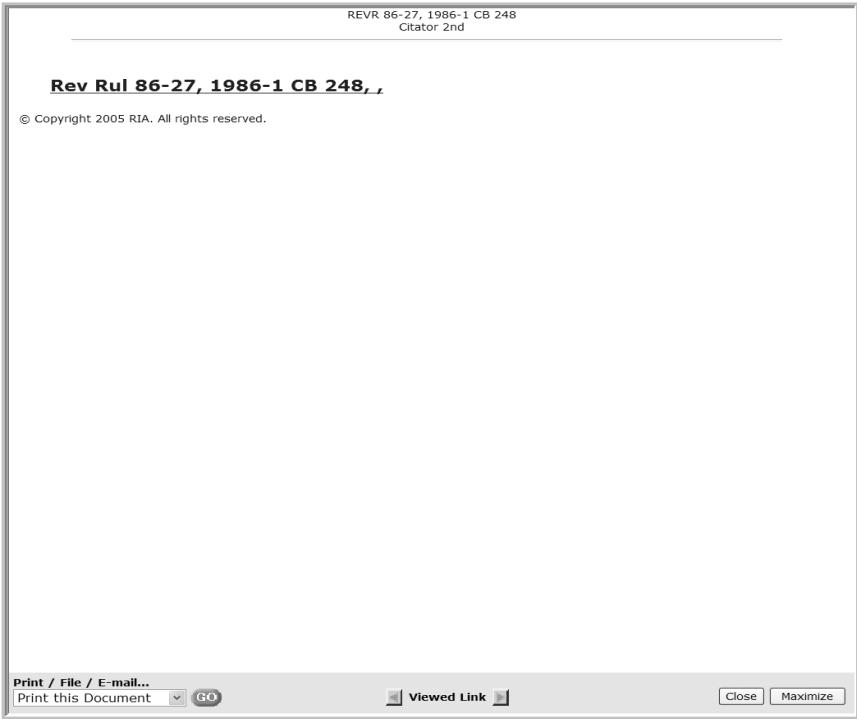 REVR 86-27, 1986-1 CB 248
Citator 2nd
Rev Rul 86-27, 1986-1 CB 248, ,
© Copyright 2005 RIA. All rights reserved.
Print / File / E-mail...
Print this Document GO Viewed Link Close Maximize